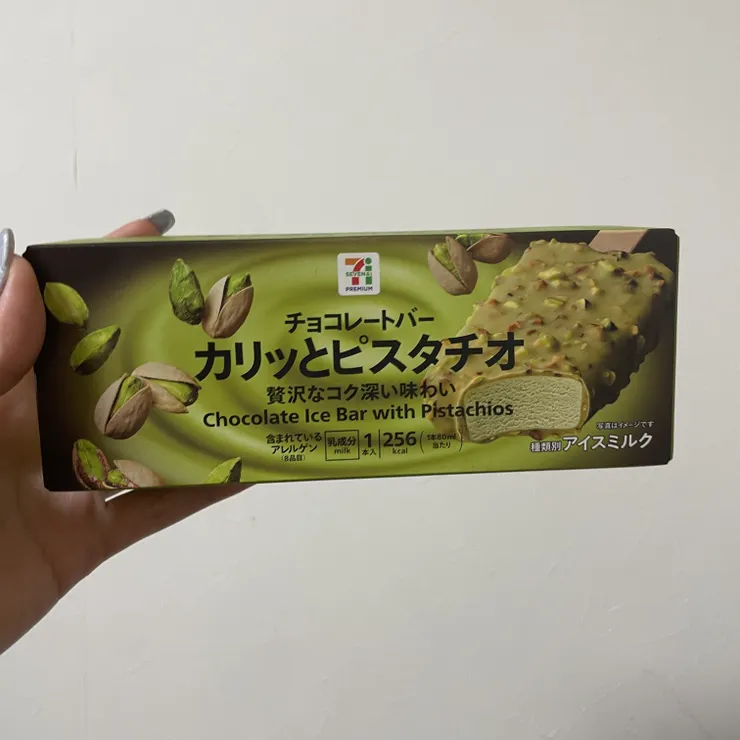 SEVEN&i
PREMIUM
チョコレートバー
カリッとピスタチオ
贅沢なコク深い味わい
Chocolate Ice Bar with Pistachios
含まれている
アレルゲン
(8品目)
乳成分
milk
1
本入
256
kcal
1本80ml
当たり
写真はイメージです
種類別 アイスミルク